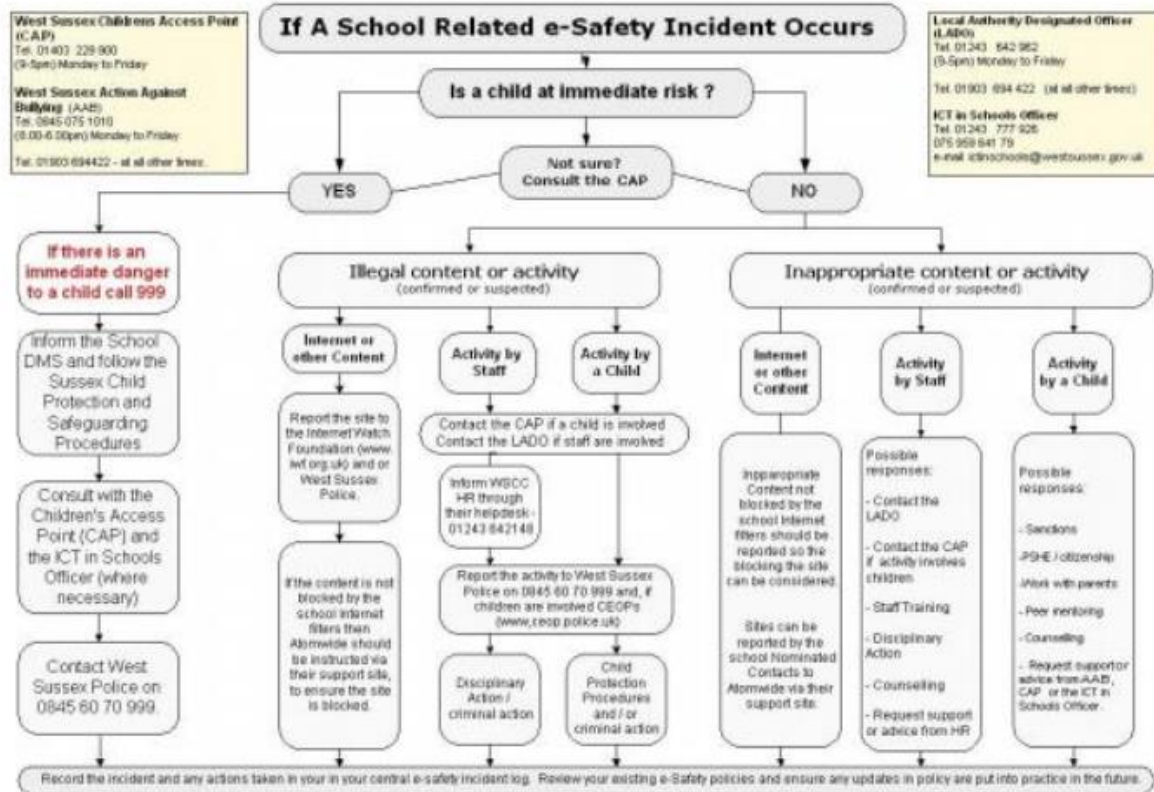 West Sussex Childrens Access Point
(CAP)
Tel. 01403 229 900
(9-5pm) Monday to Friday
West Sussex Action Against
Bullying (AAB)
Tel. 0845 075 1010
(8.00-6.00pm) Monday to Friday
Tel: 01903 694422 - at all other times.
If A School Related e-Safety Incident Occurs
Local Authority Designated Officer
(LADO)
Tel. 01243 642 982
(9-5pm) Monday to Friday
Tel. 01903 694 422 (at all other times)
ICT in Schools Officer
Tel. 01243 777 926
075 959 641 79
e-mail ictinschools@westsussex.gov.uk
Is a child at immediate risk ?
Not sure?
Consult the CAP
YES
NO
If there is an
immediate danger
to a child call 999
Inform the School
DMS and follow the
Sussex Child
Protection and
Safeguarding
Procedures
Consult with the
Children's Access
Point (CAP) and
the ICT in Schools
Officer (where
necessary)
Contact West
Sussex Police on
0845 60 70 999.
Illegal content or activity
(confirmed or suspected)
Internet or
other Content
Report the site to
the Internet Watch
Foundation (www.
iwf.org.uk) and or
West Sussex
Police.
If the content is not
blocked by the
school Internet
filters then
Atomwide should
be instructed via
their support site,
to ensure the site
is blocked.
Activity by
Staff
Activity by
a Child
Contact the CAP if a child is involved
Contact the LADO if staff are involved
Inform WSCC
HR through
their helpdesk -
01243 642148
Report the activity to West Sussex
Police on 0845 60 70 999 and, if
children are involved CEOPs
(www.ceop.police.uk)
Disciplinary
Action /
criminal action
Child
Protection
Procedures
and / or
criminal action
Inappropriate content or activity
(confirmed or suspected)
Internet
or other
Content
Inpparopriate
Content not
blocked by the
school Internet
filters should be
reported so the
blocking the site
can be considered.
Sites can be
reported by the
school Nominated
Contacts to
Atomwide via their
support site.
Activity
by Staff
Possible
responses:
- Contact the
LADO
- Contact the CAP
if activity involves
children
- Staff Training
- Disciplinary
Action
- Counselling
- Request support
or advice from HR
Activity
by a Child
Possible
responses:
- Sanctions
-PSHE / citizenship
-Work with parents
- Peer mentoring
- Counselling
- Request support or
advice from AAB,
CAP or the ICT in
Schools Officer.
Record the incident and any actions taken in your in your central e-safety incident log. Review your existing e-Safety policies and ensure any updates in policy are put into practice in the future.